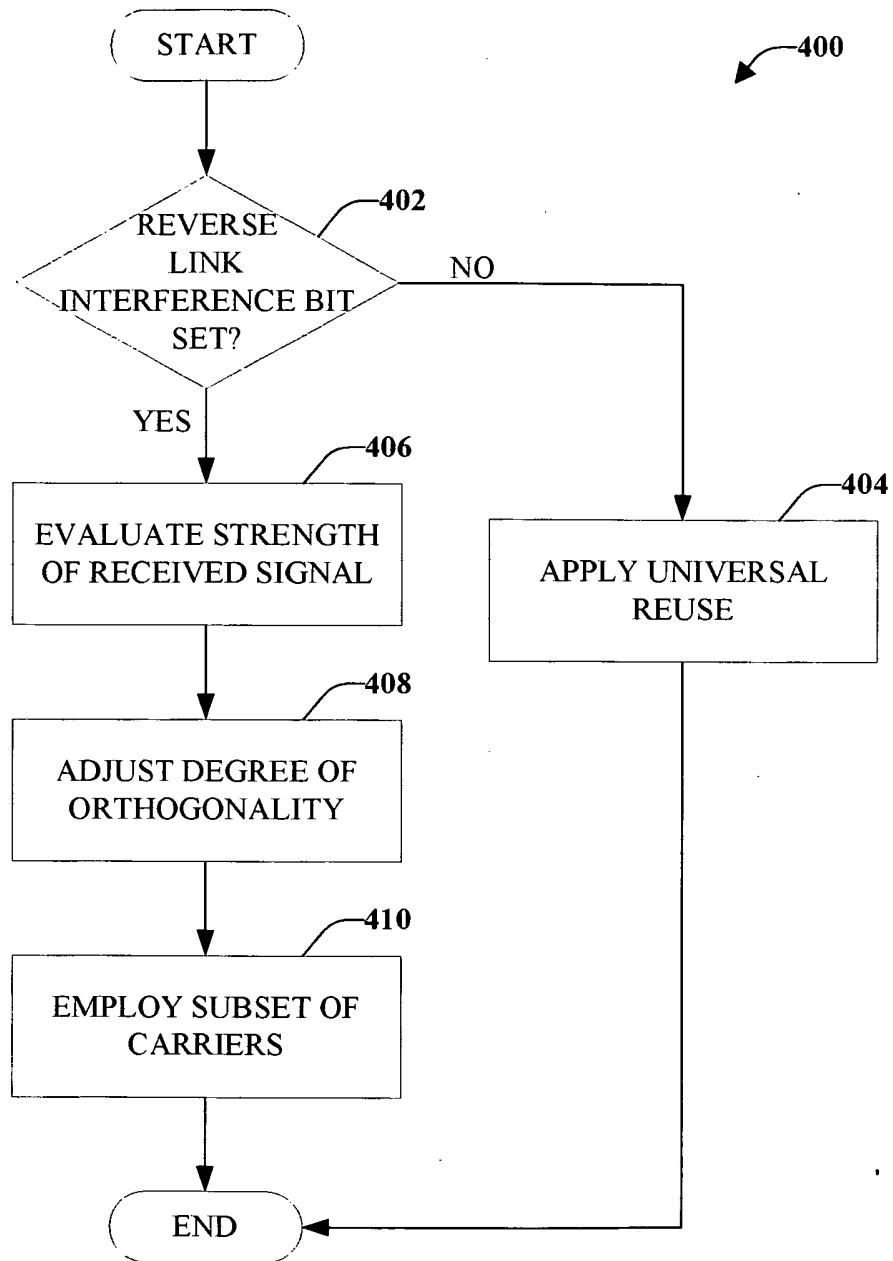 START
400
402
REVERSE
LINK
INTERFERENCE BIT
SET?
NO
YES
406
EVALUATE STRENGTH
OF RECEIVED SIGNAL
404
APPLY UNIVERSAL
REUSE
408
ADJUST DEGREE OF
ORTHOGONALITY
410
EMPLOY SUBSET OF
CARRIERS
END